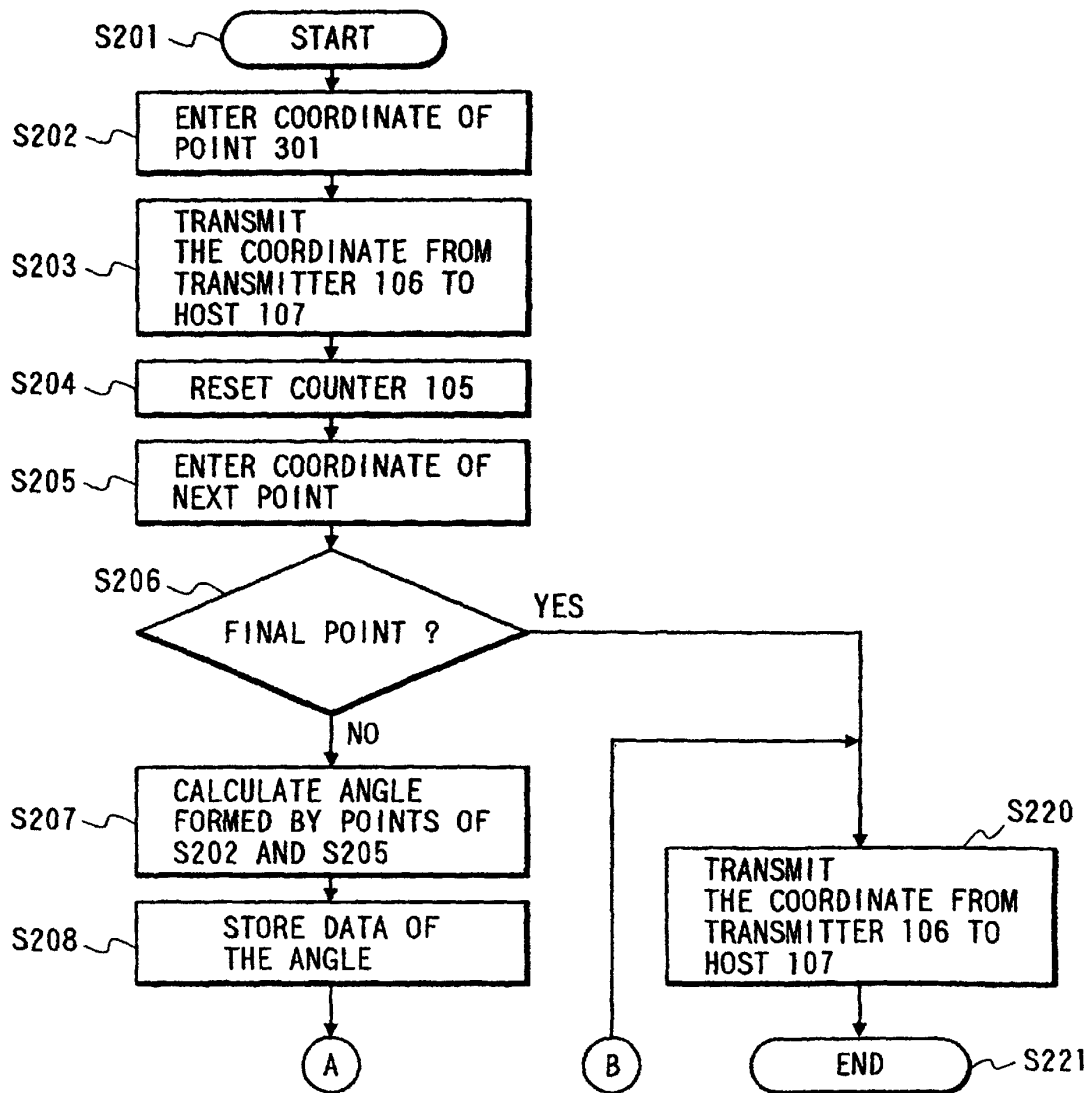 S201
START
S202
ENTER COORDINATE OF
POINT 301
S203
TRANSMIT
THE COORDINATE FROM
TRANSMITTER 106 TO
HOST 107
S204
RESET COUNTER 105
S205
ENTER COORDINATE OF
NEXT POINT
S206
FINAL POINT ?
YES
NO
S207
CALCULATE ANGLE
FORMED BY POINTS OF
S202 AND S205
S208
STORE DATA OF
THE ANGLE
A
B
S220
TRANSMIT
THE COORDINATE FROM
TRANSMITTER 106 TO
HOST 107
END
S221